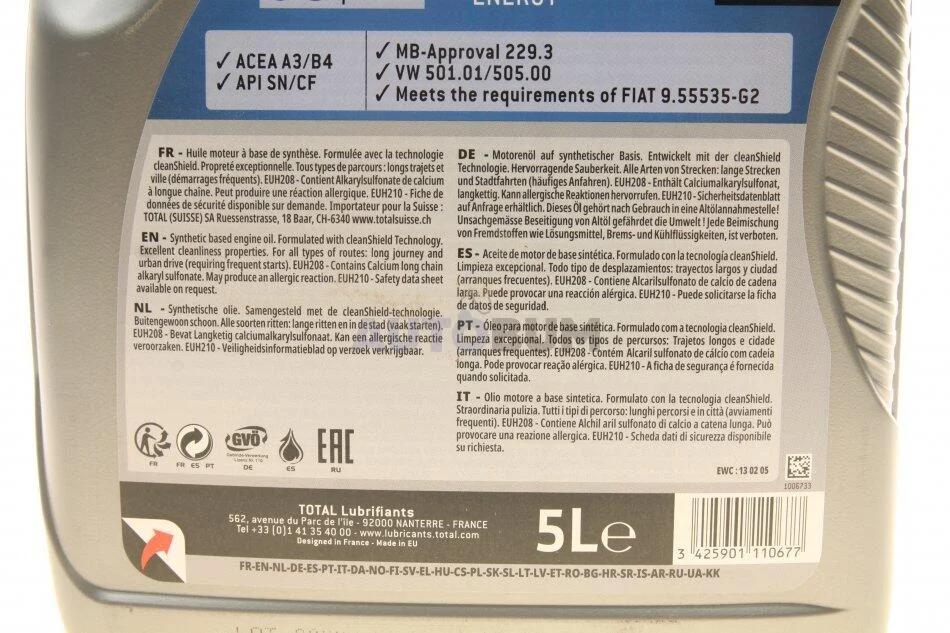 ENERGY
✓ ACEA A3/B4
✓ API SN/CF
✓ MB-Approval 229.3
✓ VW 501.01/505.00
✓ Meets the requirements of FIAT 9.55535-G2
FR - Huile moteur à base de synthèse. Formulée avec la technologie
cleanShield. Propreté exceptionnelle. Tous types de parcours : longs trajets et
ville (démarrages fréquents). EUH208 - Contient Alkarylsulfonate de calcium
à longue chaîne. Peut produire une réaction allergique. EUH210 - Fiche de
données de sécurité disponible sur demande. Importateur pour la Suisse :
TOTAL (SUISSE) SA Ruessenstrasse, 18 Baar, CH-6340 www.totalsuisse.ch
EN - Synthetic based engine oil. Formulated with cleanShield Technology.
Excellent cleanliness properties. For all types of routes: long journey and
urban drive (requiring frequent starts). EUH208 - Contains Calcium long chain
alkaryl sulfonate. May produce an allergic reaction. EUH210 - Safety data sheet
available on request.
NL - Synthetische olie. Samengesteld met de cleanShield-technologie.
Buitengewoon schoon. Alle soorten ritten: lange ritten en in de stad (vaak starten).
EUH208 - Bevat Langketig calciumalkarylsulfonaat. Kan een allergische reactie
veroorzaken. EUH210 - Veiligheidsinformatieblad op verzoek verkrijgbaar.
DE - Motorenöl auf synthetischer Basis. Entwickelt mit der cleanShield
Technologie. Hervorragende Sauberkeit. Alle Arten von Strecken: lange Strecken
und Stadtfahrten (häufiges Anfahren). EUH208 - Enthält Calciumalkarylsulfonat,
langkettig. Kann allergische Reaktionen hervorrufen. EUH210 - Sicherheitsdatenblatt
auf Anfrage erhältlich. Dieses Öl gehört nach Gebrauch in eine Altölannahmestelle!
Unsachgemässe Beseitigung von Altöl gefährdet die Umwelt ! Jede Beimischung
von Fremdstoffen wie Lösungsmittel, Brems- und Kühlflüssigkeiten, ist verboten.
ES - Aceite de motor de base sintética. Formulado con la tecnología cleanShield.
Limpieza excepcional. Todo tipo de desplazamientos: trayectos largos y ciudad
(arranques frecuentes). EUH208 - Contiene Alcarilsulfonato de calcio de cadena
larga. Puede provocar una reacción alérgica. EUH210 - Puede solicitarse la ficha
de datos de seguridad.
PT - Óleo para motor de base sintética. Formulado com a tecnologia cleanShield.
Limpeza excepcional. Todos os tipos de percursos: Trajetos longos e cidade
(arranques frequentes). EUH208 - Contém Alcaril sulfonato de cálcio com cadeia
longa. Pode provocar reação alérgica. EUH210 - A ficha de segurança é fornecida
quando solicitada.
IT - Olio motore a base sintetica. Formulato con la tecnologia cleanShield.
Straordinaria pulizia. Tutti i tipi di percorso: lunghi percorsi e in città (avviamenti
frequenti). EUH208 - Contiene Alchil aril sulfonato di calcio a catena lunga. Può
provocare una reazione allergica. EUH210 - Scheda dati di sicurezza disponibile
su richiesta.
AUTOBUM
FR
FR ES PT
GVÖ
Gebinde-Verwertung
Lizenz Nr. 110
DE
ES
EAC
RU
EWC : 13 02 05
1006733
TOTAL Lubrifiants
562, avenue du Parc de l'île - 92000 NANTERRE - FRANCE
Tel +33 (0)1 41 35 40 00 - www.lubricants.total.com
Designed in France - Made in EU
5L e
3 425901 110677
FR-EN-NL-DE-ES-PT-IT-DA-NO-FI-SV-EL-HU-CS-PL-SK-SL-LT-LV-ET-RO-BG-HR-SR-IS-AR-RU-UA-KK